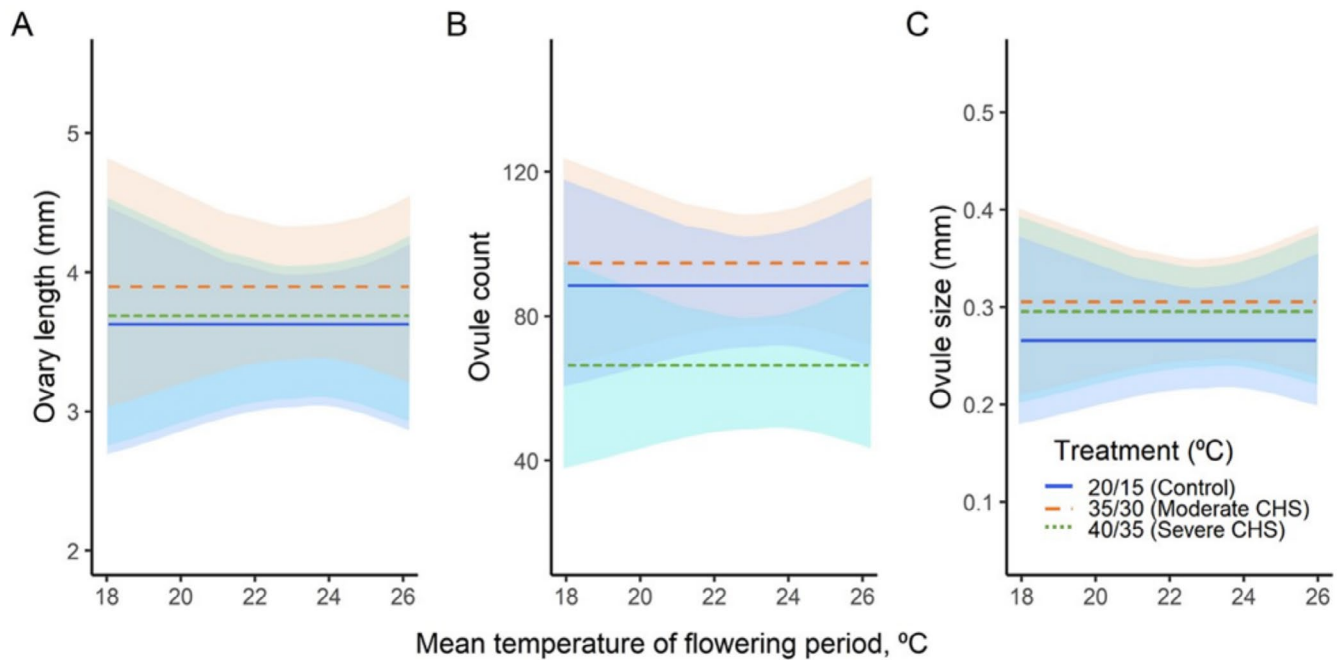 A
B
C
5
4
3
2
Ovary length (mm)
18 20 22 24 26
120
80
40
Ovule count
18 20 22 24 26
0.5
0.4
0.3
0.2
0.1
Ovule size (mm)
18 20 22 24 26
Treatment (ºC)
20/15 (Control)
35/30 (Moderate CHS)
40/35 (Severe CHS)
Mean temperature of flowering period, ºC